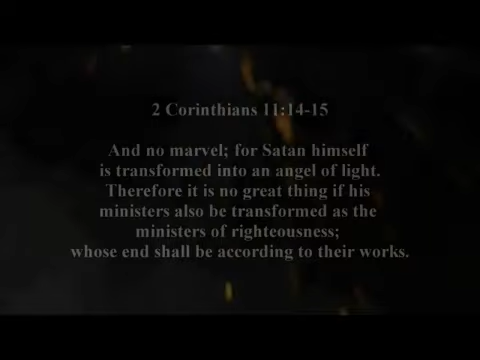 2 Corinthians 11:14-15
And no marvel; for Satan himself
is transformed into an angel of light.
Therefore it is no great thing if his
ministers also be transformed as the
ministers of righteousness;
whose end shall be according to their works.